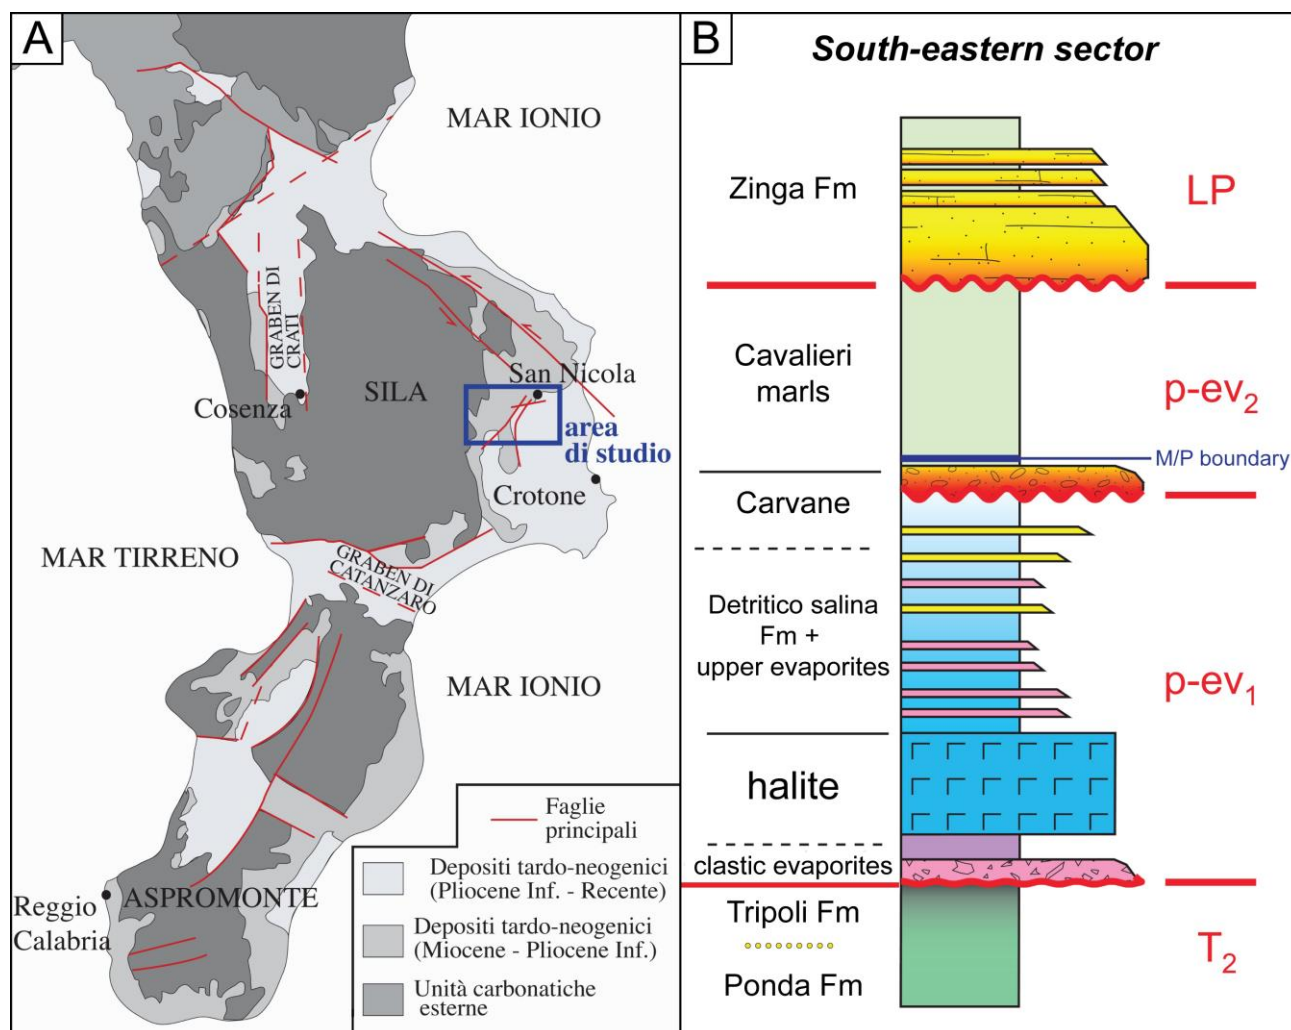 A
MAR IONIO
GRABEN DI
CRATI
Cosenza
SILA
San Nicola
area
di studio
Crotone
MAR TIRRENO
GRABEN DI
CATANZARO
MAR IONIO
ASPROMONTE
Reggio
Calabria
Faglie
principali
Depositi tardo-neogenici
(Pliocene Inf. - Recente)
Depositi tardo-neogenici
(Miocene - Pliocene Inf.)
Unità carbonatiche
esterne
B
South-eastern sector
Zinga Fm
LP
Cavalieri
marls
p-ev2
M/P boundary
Carvane
Detritico salina
Fm +
upper evaporites
p-ev1
halite
clastic evaporites
Tripoli Fm
T2
Ponda Fm